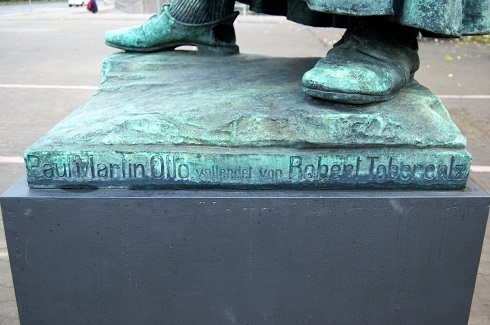 Paul Martin Otto vollendet von Robert Toberentz